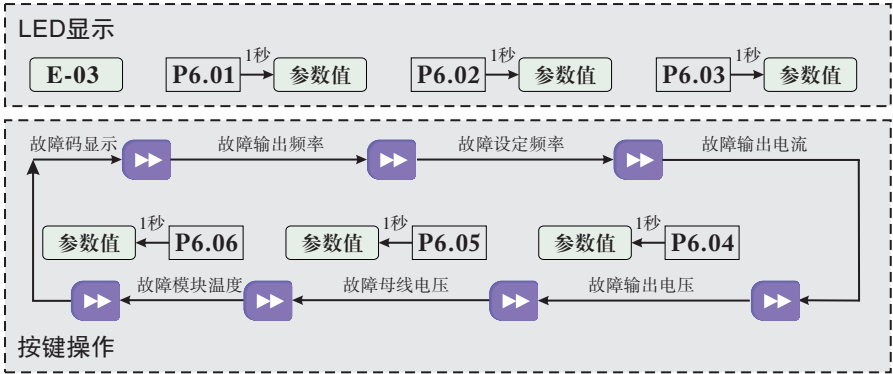 LED显示
E-03 P6.01 1秒 参数值 P6.02 1秒 参数值 P6.03 1秒 参数值
故障码显示 故障输出频率 故障设定频率 故障输出电流
参数值 1秒 P6.06 参数值 1秒 P6.05 参数值 1秒 P6.04
故障模块温度 故障母线电压 故障输出电压
按键操作